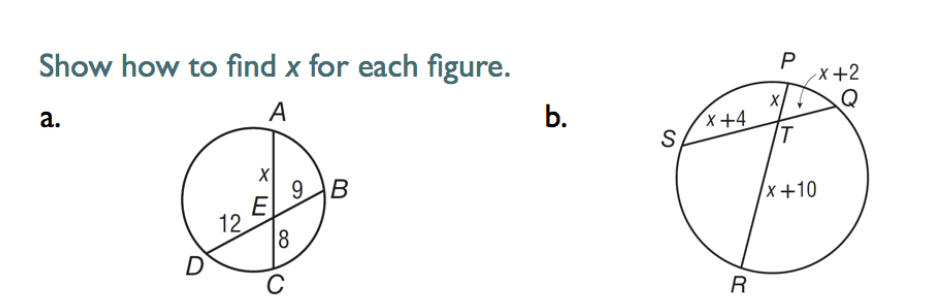 Show how to find x for each figure.
a.
A
x
9
B
E
12
8
D
C
b.
P
x+2
x
Q
x+4
T
S
x+10
R